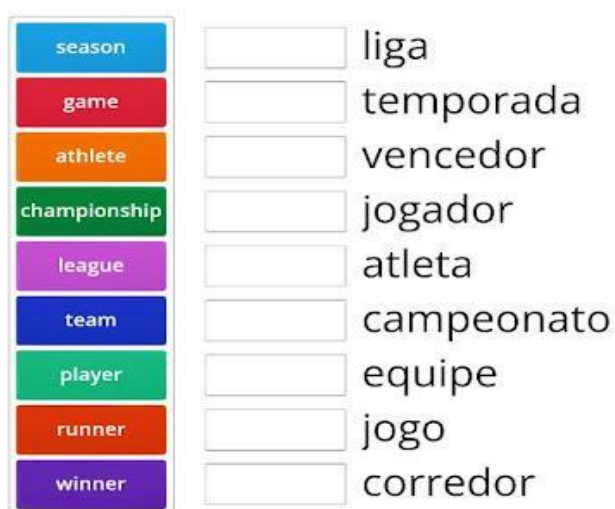 season
game
athlete
championship
league
team
player
runner
winner
liga
temporada
vencedor
jogador
atleta
campeonato
equipe
jogo
corredor